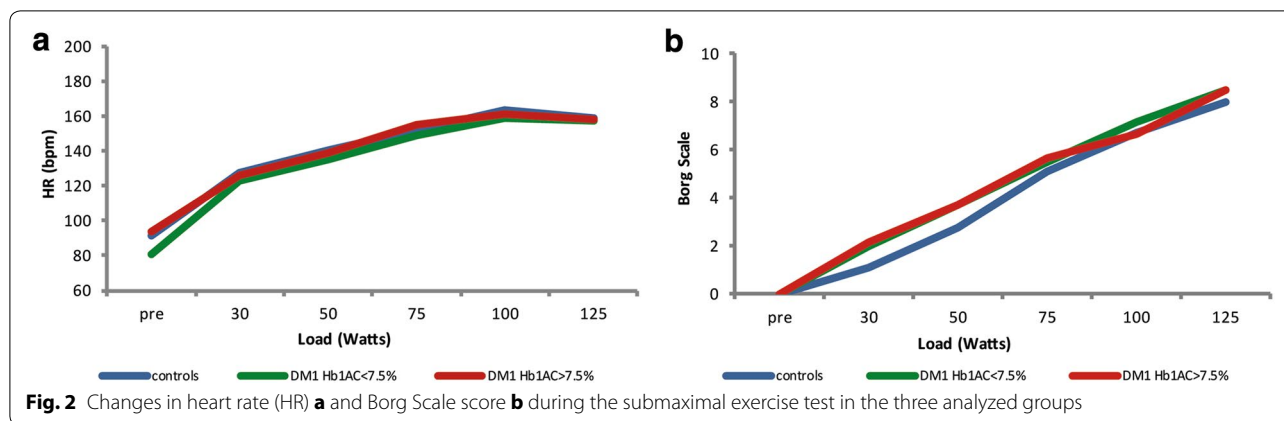 a
200
180
160
140
120
100
80
60
HR (bpm)
pre 30 50 75 100 125
Load (Watts)
controls DM1 Hb1AC<7.5% DM1 Hb1AC>7.5%
b
10
8
6
4
2
0
Borg Scale
pre 30 50 75 100 125
Load (Watts)
controls DM1 Hb1AC<7.5% DM1 Hb1AC>7.5%
Fig. 2 Changes in heart rate (HR) a and Borg Scale score b during the submaximal exercise test in the three analyzed groups